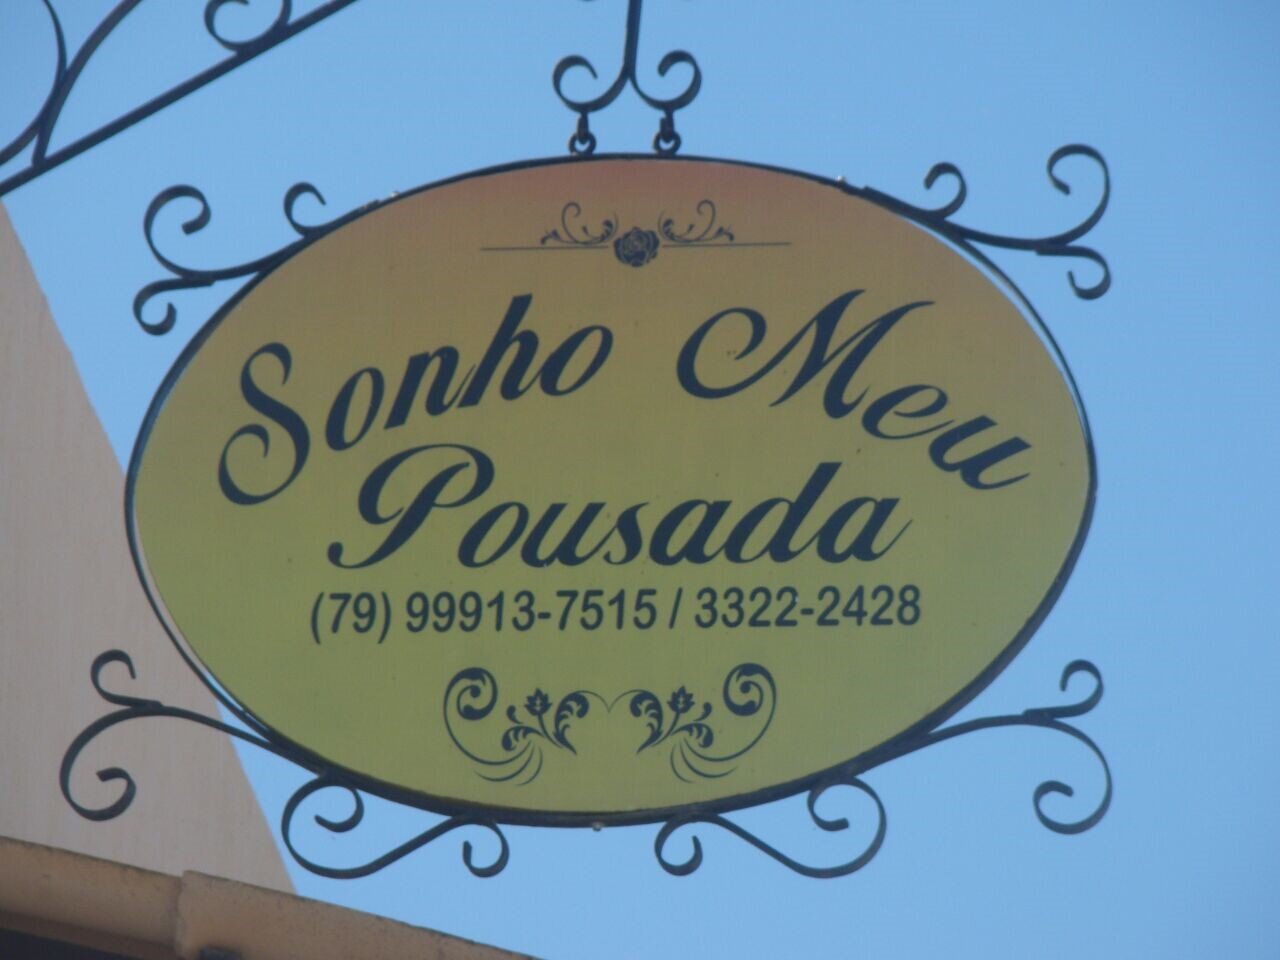 Sonho Meu
Pousada
(79) 99913-7515 / 3322-2428